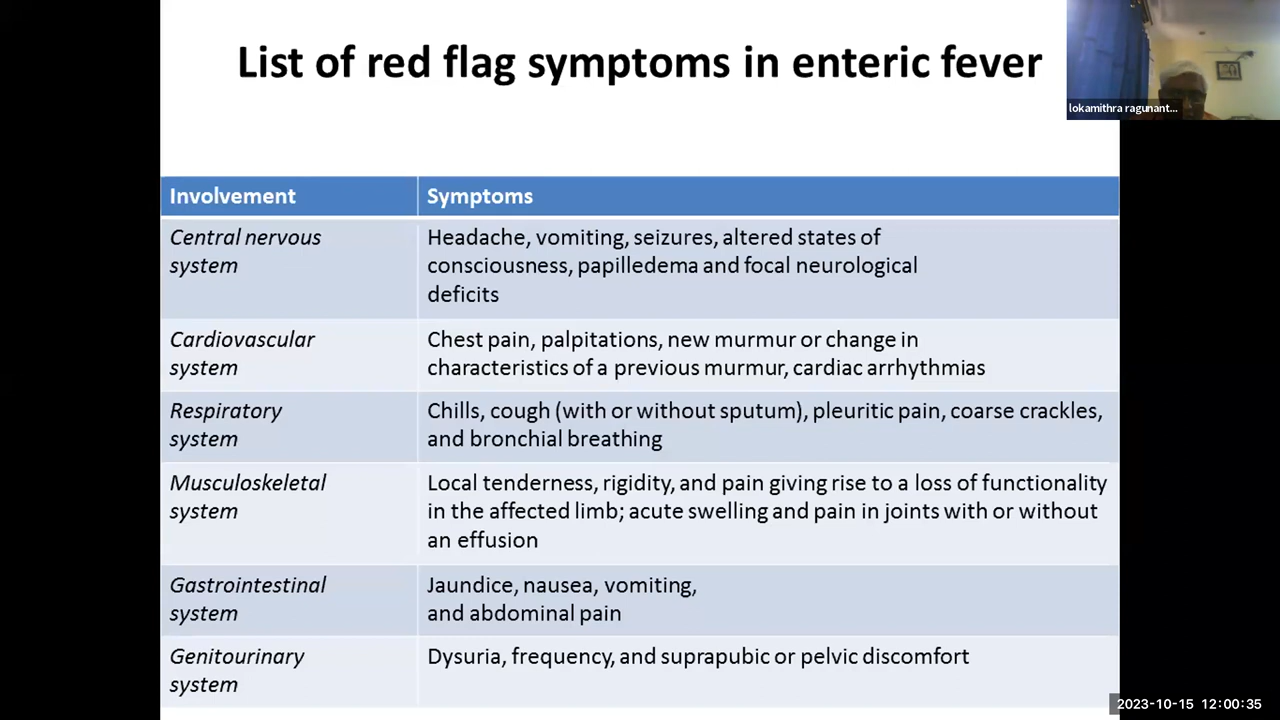 List of red flag symptoms in enteric fever
lokamithra ragunant...
Involvement
Symptoms
Central nervous
system
Headache, vomiting, seizures, altered states of
consciousness, papilledema and focal neurological
deficits
Cardiovascular
system
Chest pain, palpitations, new murmur or change in
characteristics of a previous murmur, cardiac arrhythmias
Respiratory
system
Chills, cough (with or without sputum), pleuritic pain, coarse crackles,
and bronchial breathing
Musculoskeletal
system
Local tenderness, rigidity, and pain giving rise to a loss of functionality
in the affected limb; acute swelling and pain in joints with or without
an effusion
Gastrointestinal
system
Jaundice, nausea, vomiting,
and abdominal pain
Genitourinary
system
Dysuria, frequency, and suprapubic or pelvic discomfort
2023-10-15 12:00:35